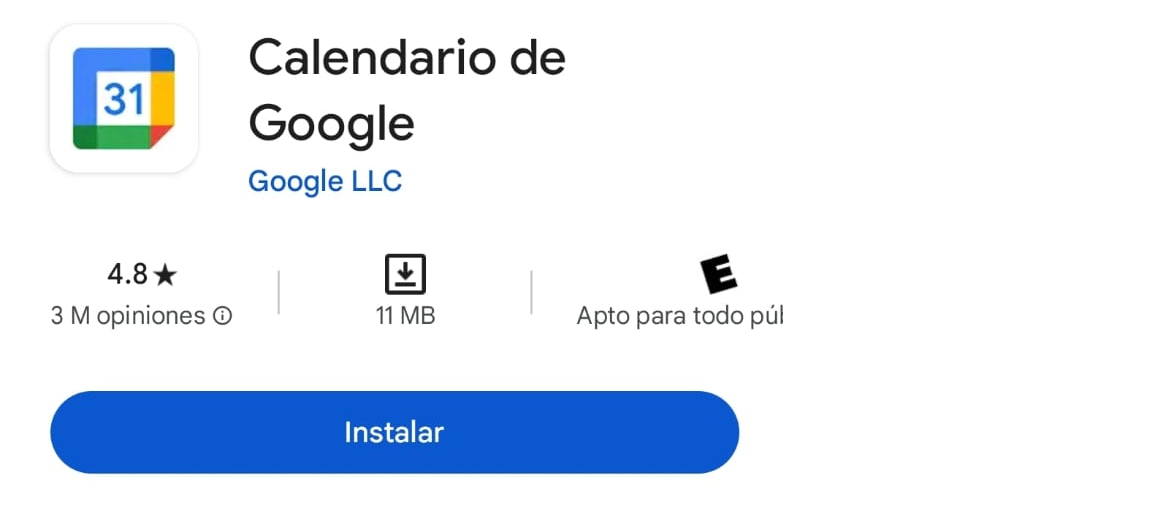 31
Calendario de
Google
Google LLC
4.8★
3 M opiniones
11 MB
E
Apto para todo púl
Instalar